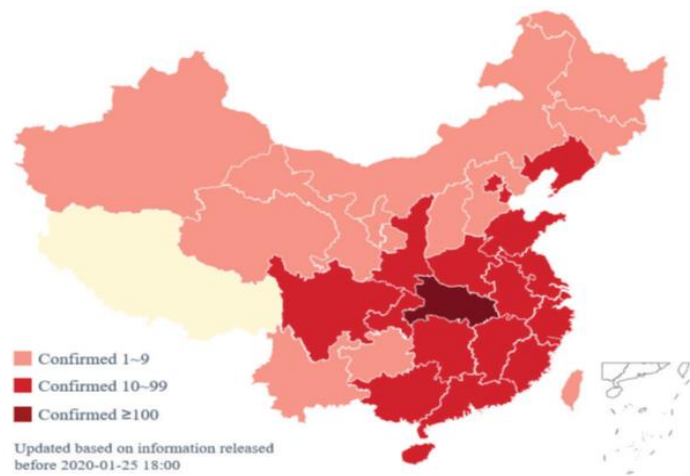 Confirmed 1~9
Confirmed 10~99
Confirmed ≥100
Updated based on information released
before 2020-01-25 18:00